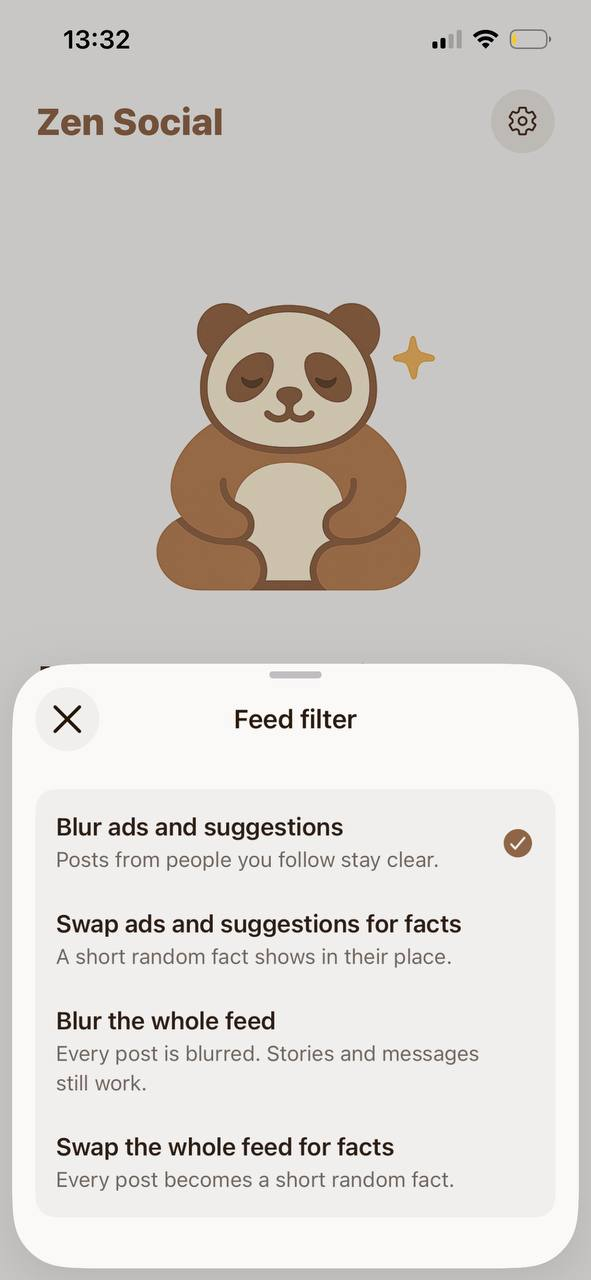 13:32
Zen Social
Feed filter
Blur ads and suggestions
Posts from people you follow stay clear.
Swap ads and suggestions for facts
A short random fact shows in their place.
Blur the whole feed
Every post is blurred. Stories and messages
still work.
Swap the whole feed for facts
Every post becomes a short random fact.